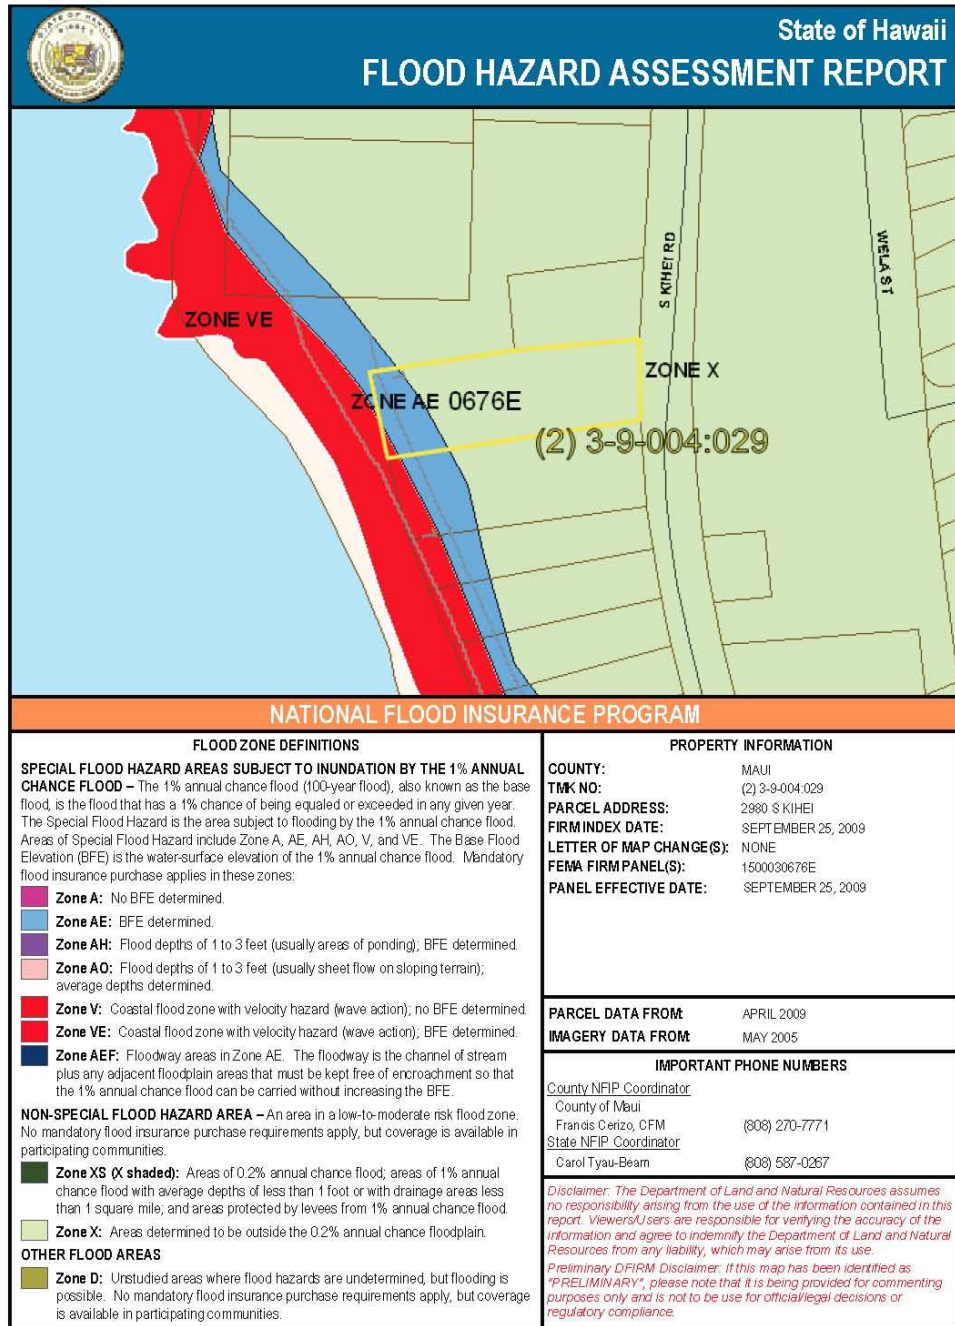 State of Hawaii
FLOOD HAZARD ASSESSMENT REPORT
STATE OF HAWAII
S KIHEI RD
WELA ST
ZONE VE
ZONE X
ZONE AE 0676E
(2) 3-9-004:029
NATIONAL FLOOD INSURANCE PROGRAM
FLOOD ZONE DEFINITIONS
SPECIAL FLOOD HAZARD AREAS SUBJECT TO INUNDATION BY THE 1% ANNUAL
CHANCE FLOOD – The 1% annual chance flood (100-year flood), also known as the base
flood, is the flood that has a 1% chance of being equaled or exceeded in any given year.
The Special Flood Hazard is the area subject to flooding by the 1% annual chance flood.
Areas of Special Flood Hazard include Zone A, AE, AH, AO, V, and VE. The Base Flood
Elevation (BFE) is the water-surface elevation of the 1% annual chance flood. Mandatory
flood insurance purchase applies in these zones:
Zone A: No BFE determined.
Zone AE: BFE determined.
Zone AH: Flood depths of 1 to 3 feet (usually areas of ponding); BFE determined.
Zone AO: Flood depths of 1 to 3 feet (usually sheet flow on sloping terrain);
average depths determined.
Zone V: Coastal flood zone with velocity hazard (wave action); no BFE determined.
Zone VE: Coastal flood zone with velocity hazard (wave action); BFE determined.
Zone AEF: Floodway areas in Zone AE. The floodway is the channel of stream
plus any adjacent floodplain areas that must be kept free of encroachment so that
the 1% annual chance flood can be carried without increasing the BFE.
NON-SPECIAL FLOOD HAZARD AREA – An area in a low-to-moderate risk flood zone.
No mandatory flood insurance purchase requirements apply, but coverage is available in
participating communities.
Zone XS (X shaded): Areas of 0.2% annual chance flood; areas of 1% annual
chance flood with average depths of less than 1 foot or with drainage areas less
than 1 square mile; and areas protected by levees from 1% annual chance flood.
Zone X: Areas determined to be outside the 0.2% annual chance floodplain.
OTHER FLOOD AREAS
Zone D: Unstudied areas where flood hazards are undetermined, but flooding is
possible. No mandatory flood insurance purchase requirements apply, but coverage
is available in participating communities.
PROPERTY INFORMATION
COUNTY: MAUI
TMK NO: (2) 3-9-004:029
PARCEL ADDRESS: 2980 S KIHEI
FIRM INDEX DATE: SEPTEMBER 25, 2009
LETTER OF MAP CHANGE(S): NONE
FEMA FIRM PANEL(S): 1500030676E
PANEL EFFECTIVE DATE: SEPTEMBER 25, 2009
PARCEL DATA FROM: APRIL 2009
IMAGERY DATA FROM: MAY 2005
IMPORTANT PHONE NUMBERS
County NFIP Coordinator
County of Maui
Francis Cerizo, CFM (808) 270-7771
State NFIP Coordinator
Carol Tyau-Beam (808) 587-0267
Disclaimer: The Department of Land and Natural Resources assumes
no responsibility arising from the use of the information contained in this
report. Viewers/Users are responsible for verifying the accuracy of the
information and agree to indemnify the Department of Land and Natural
Resources from any liability, which may arise from its use.
Preliminary DFIRM Disclaimer: If this map has been identified as
"PRELIMINARY", please note that it is being provided for commenting
purposes only and is not to be use for official/legal decisions or
regulatory compliance.